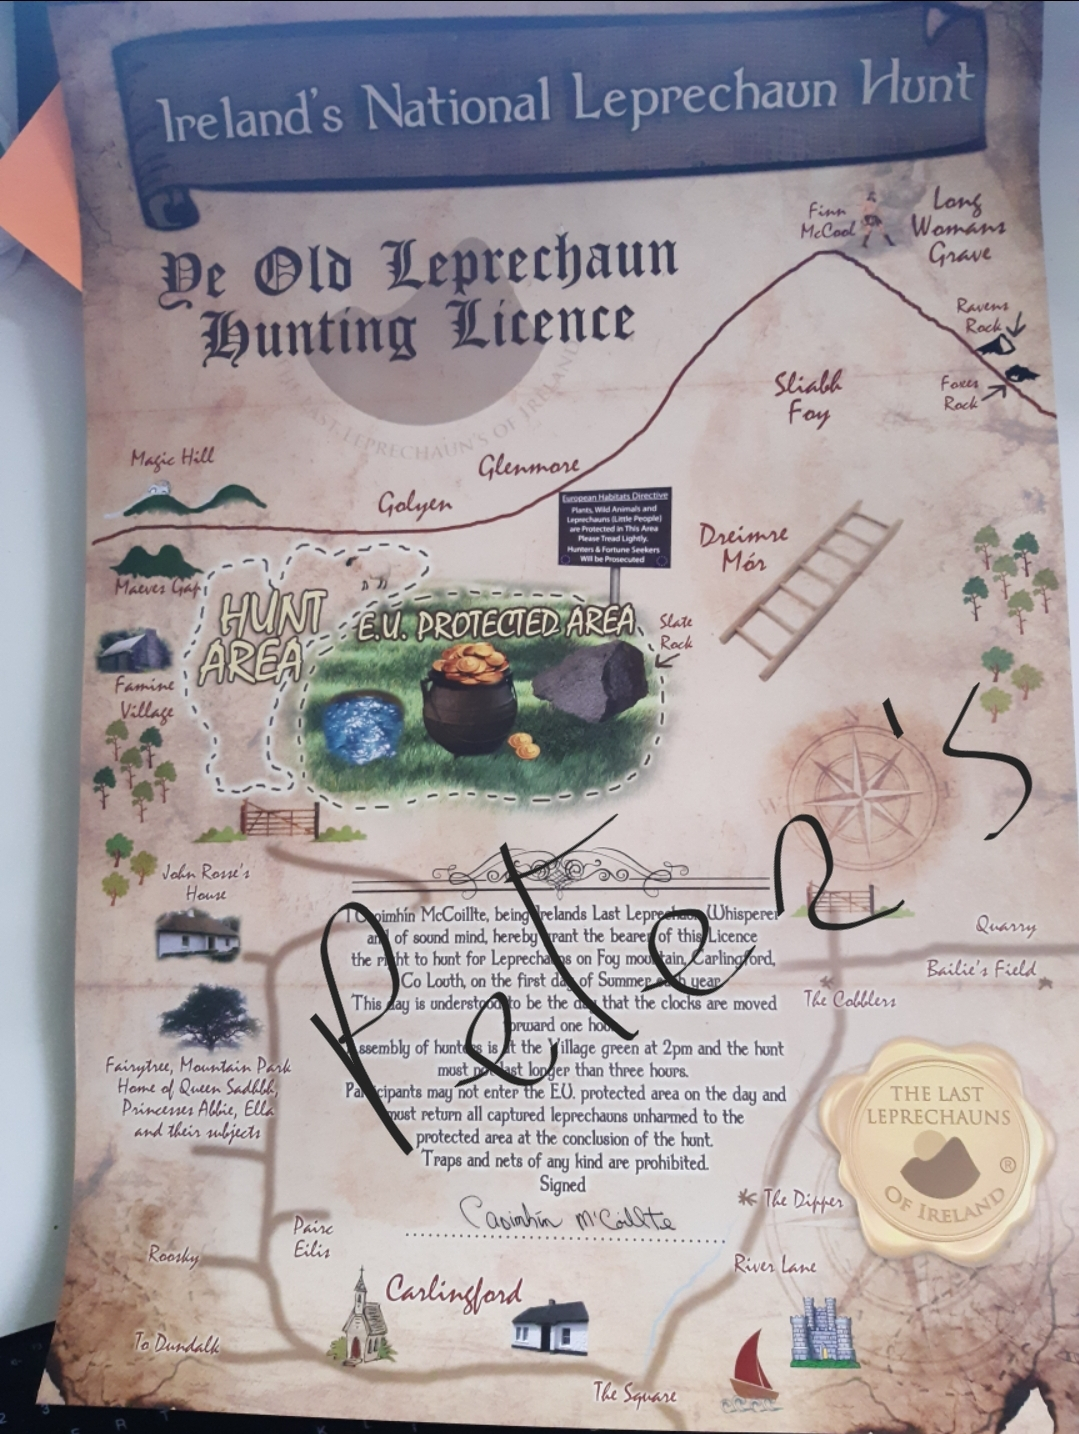 Ireland's National Leprechaun Hunt
Ye Old Leprechaun
Hunting Licence
Finn
McCool
Long
Womans
Grave
Ravens
Rock
Foxes
Rock
Sliabh
Foy
LAST LEPRECHAUN'S OF IRELAND
Magic Hill
Glenmore
Golyen
European Habitats Directive
Plants, Wild Animals and
Leprechauns (Little People)
are Protected in This Area
Please Tread Lightly.
Hunters & Fortune Seekers
Will be Prosecuted
Dreimre
Mór
Maeves Gap
HUNT
AREA
E.U. PROTECTED AREA
Slate
Rock
Famine
Village
Peter's
John Rosse's
House
I Caoimhín McCoillte, being Irelands Last Leprechaun Whisperer
and of sound mind, hereby grant the bearer of this Licence
the right to hunt for Leprechauns on Foy mountain, Carlingford,
Co Louth, on the first day of Summer each year.
This day is understood to be the day that the clocks are moved
forward one hour.
Assembly of hunters is at the Village green at 2pm and the hunt
must not last longer than three hours.
Participants may not enter the E.U. protected area on the day and
must return all captured leprechauns unharmed to the
protected area at the conclusion of the hunt.
Traps and nets of any kind are prohibited.
Signed
Caoimhín McCoillte
Quarry
Bailie's Field
The Cobblers
Fairytree, Mountain Park
Home of Queen Sadhbh,
Princesses Abbie, Ella
and their subjects
THE LAST
LEPRECHAUNS
®
OF IRELAND
The Dipper
Pairc
Eilis
Roosky
River Lane
Carlingford
To Dundalk
The Square